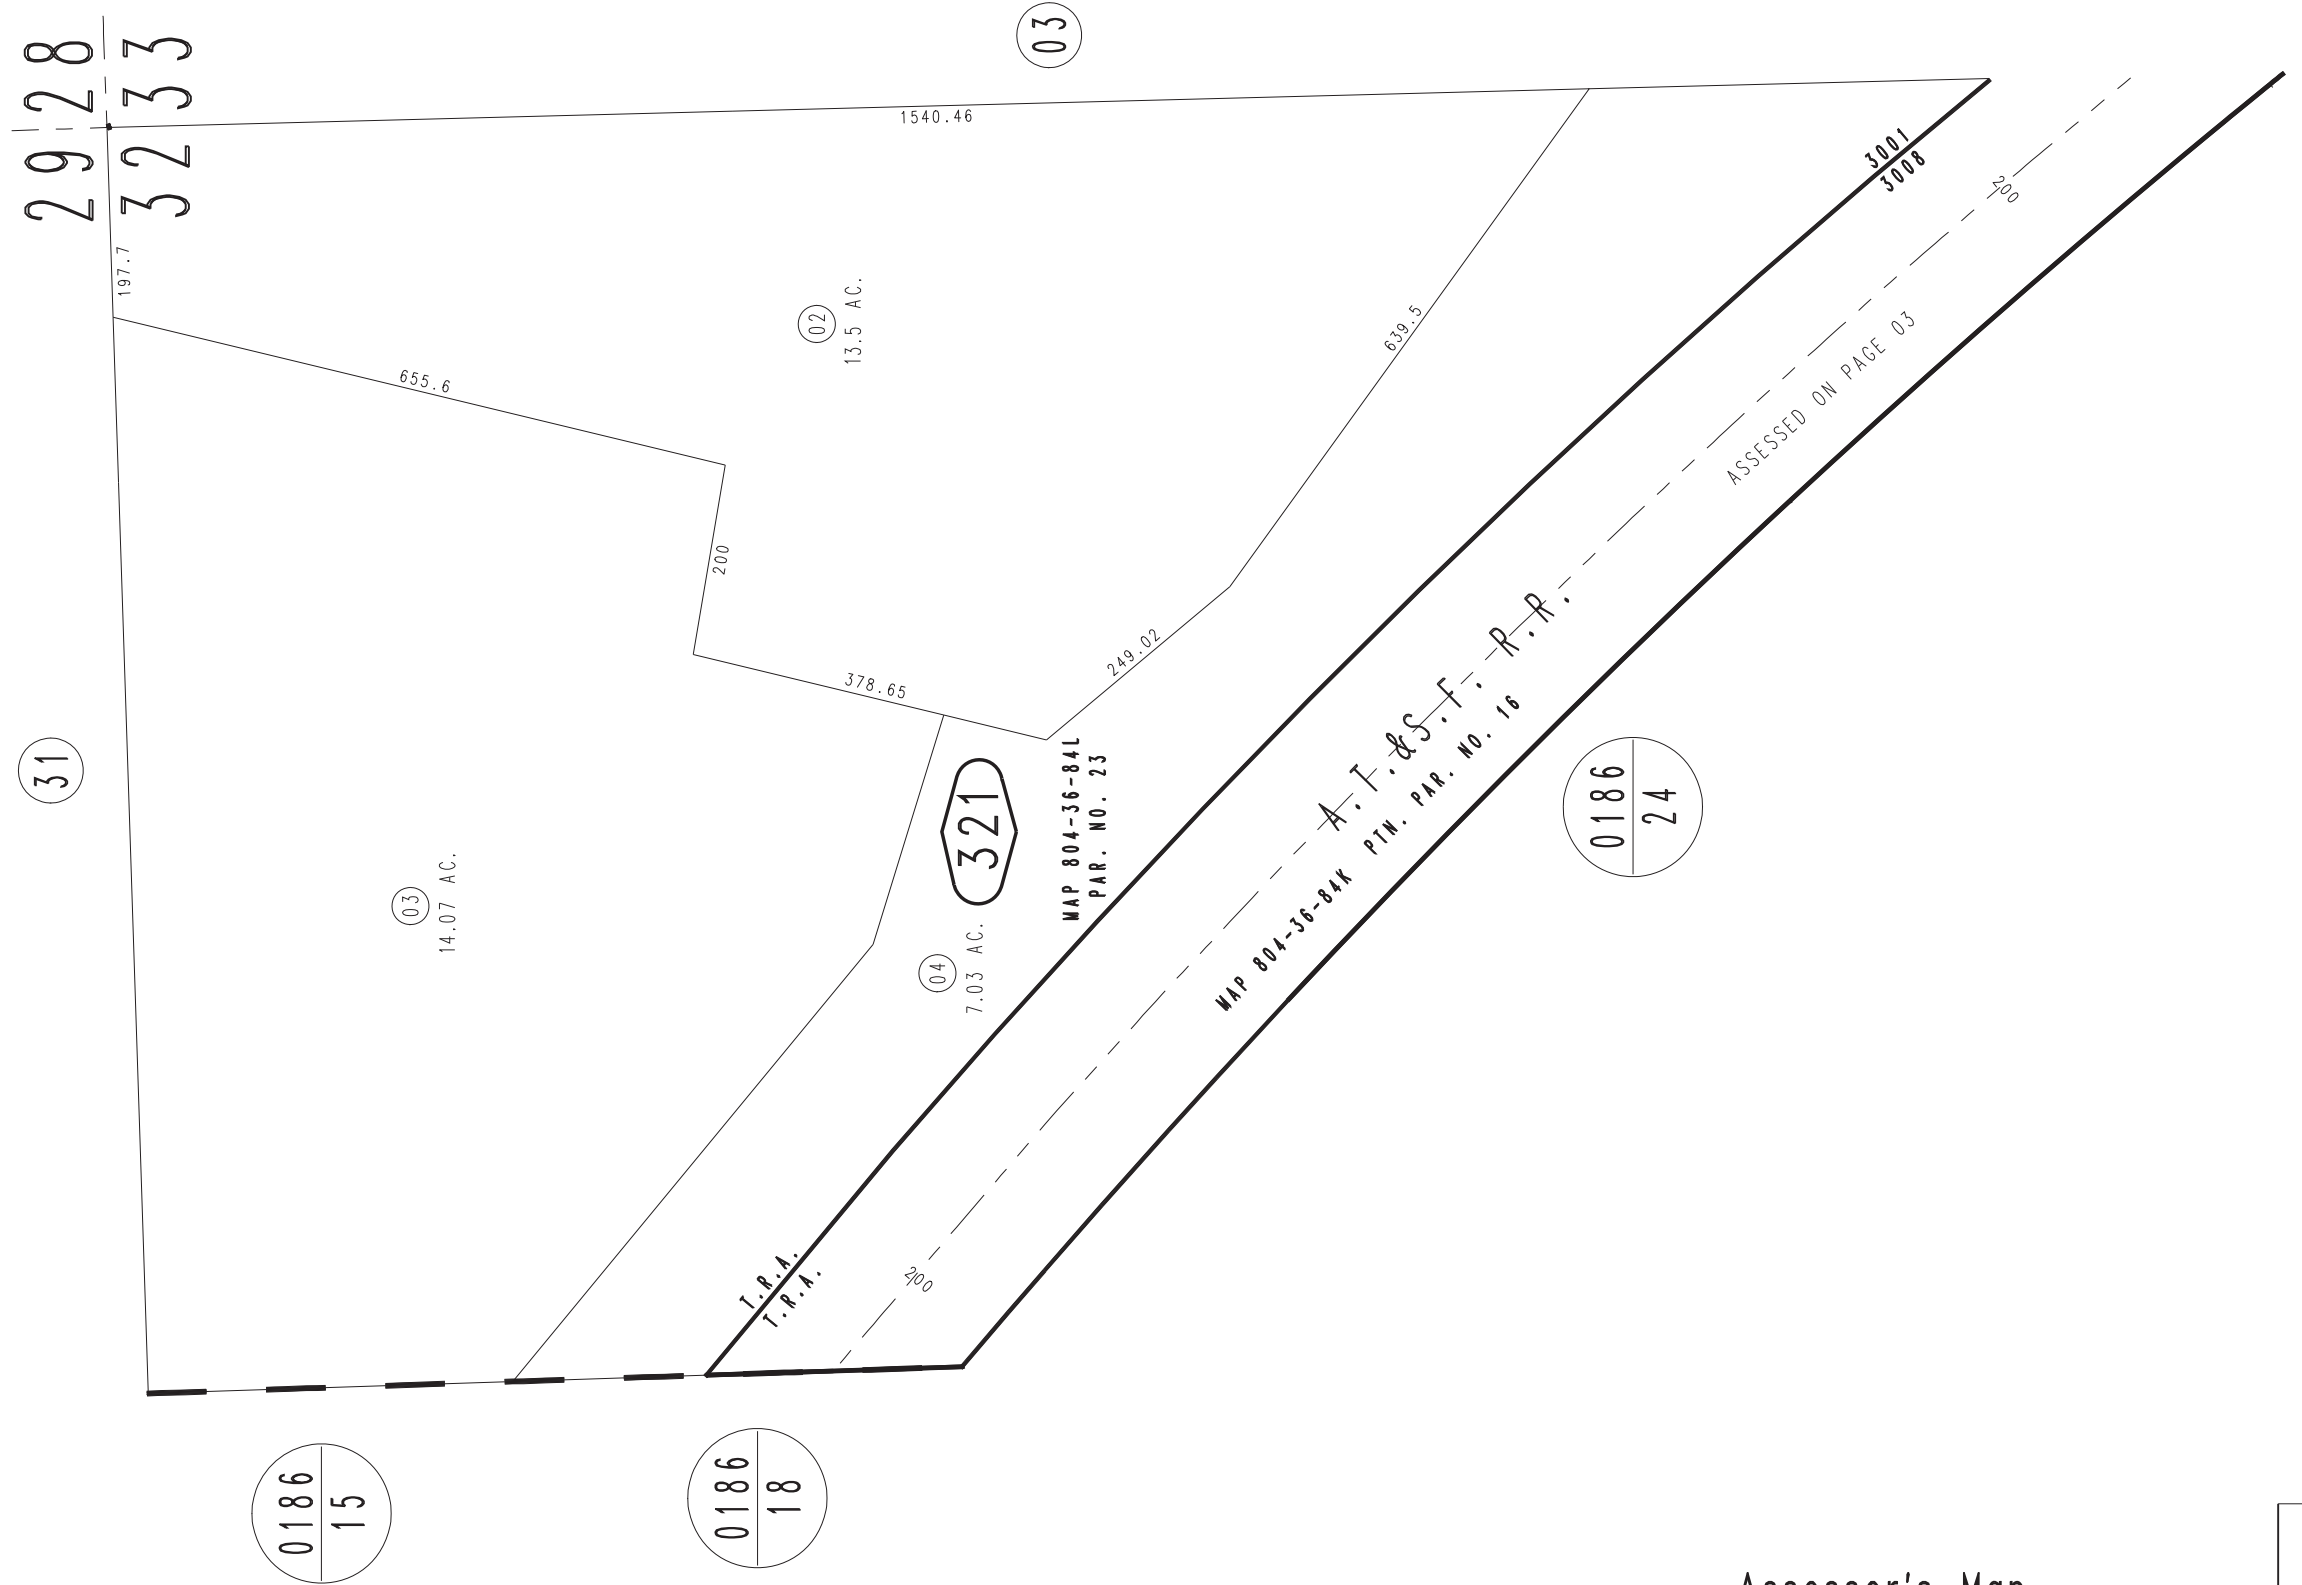 29 28
32 33
03
1540.46
197.7
655.6
02
13.5 AC.
639.5
3001
3008
200
ASSESSED ON PAGE 03
200
378.65
249.02
31
03
14.07 AC.
321
MAP 804-36-84L
PAR. NO. 23
04
7.03 AC.
A.T.&S.F. R.R.
MAP 804-36-84K PTN. PAR. NO. 16
0186
24
T.R.A.
T.R.A.
200
0186
15
0186
18
Assessor's Map